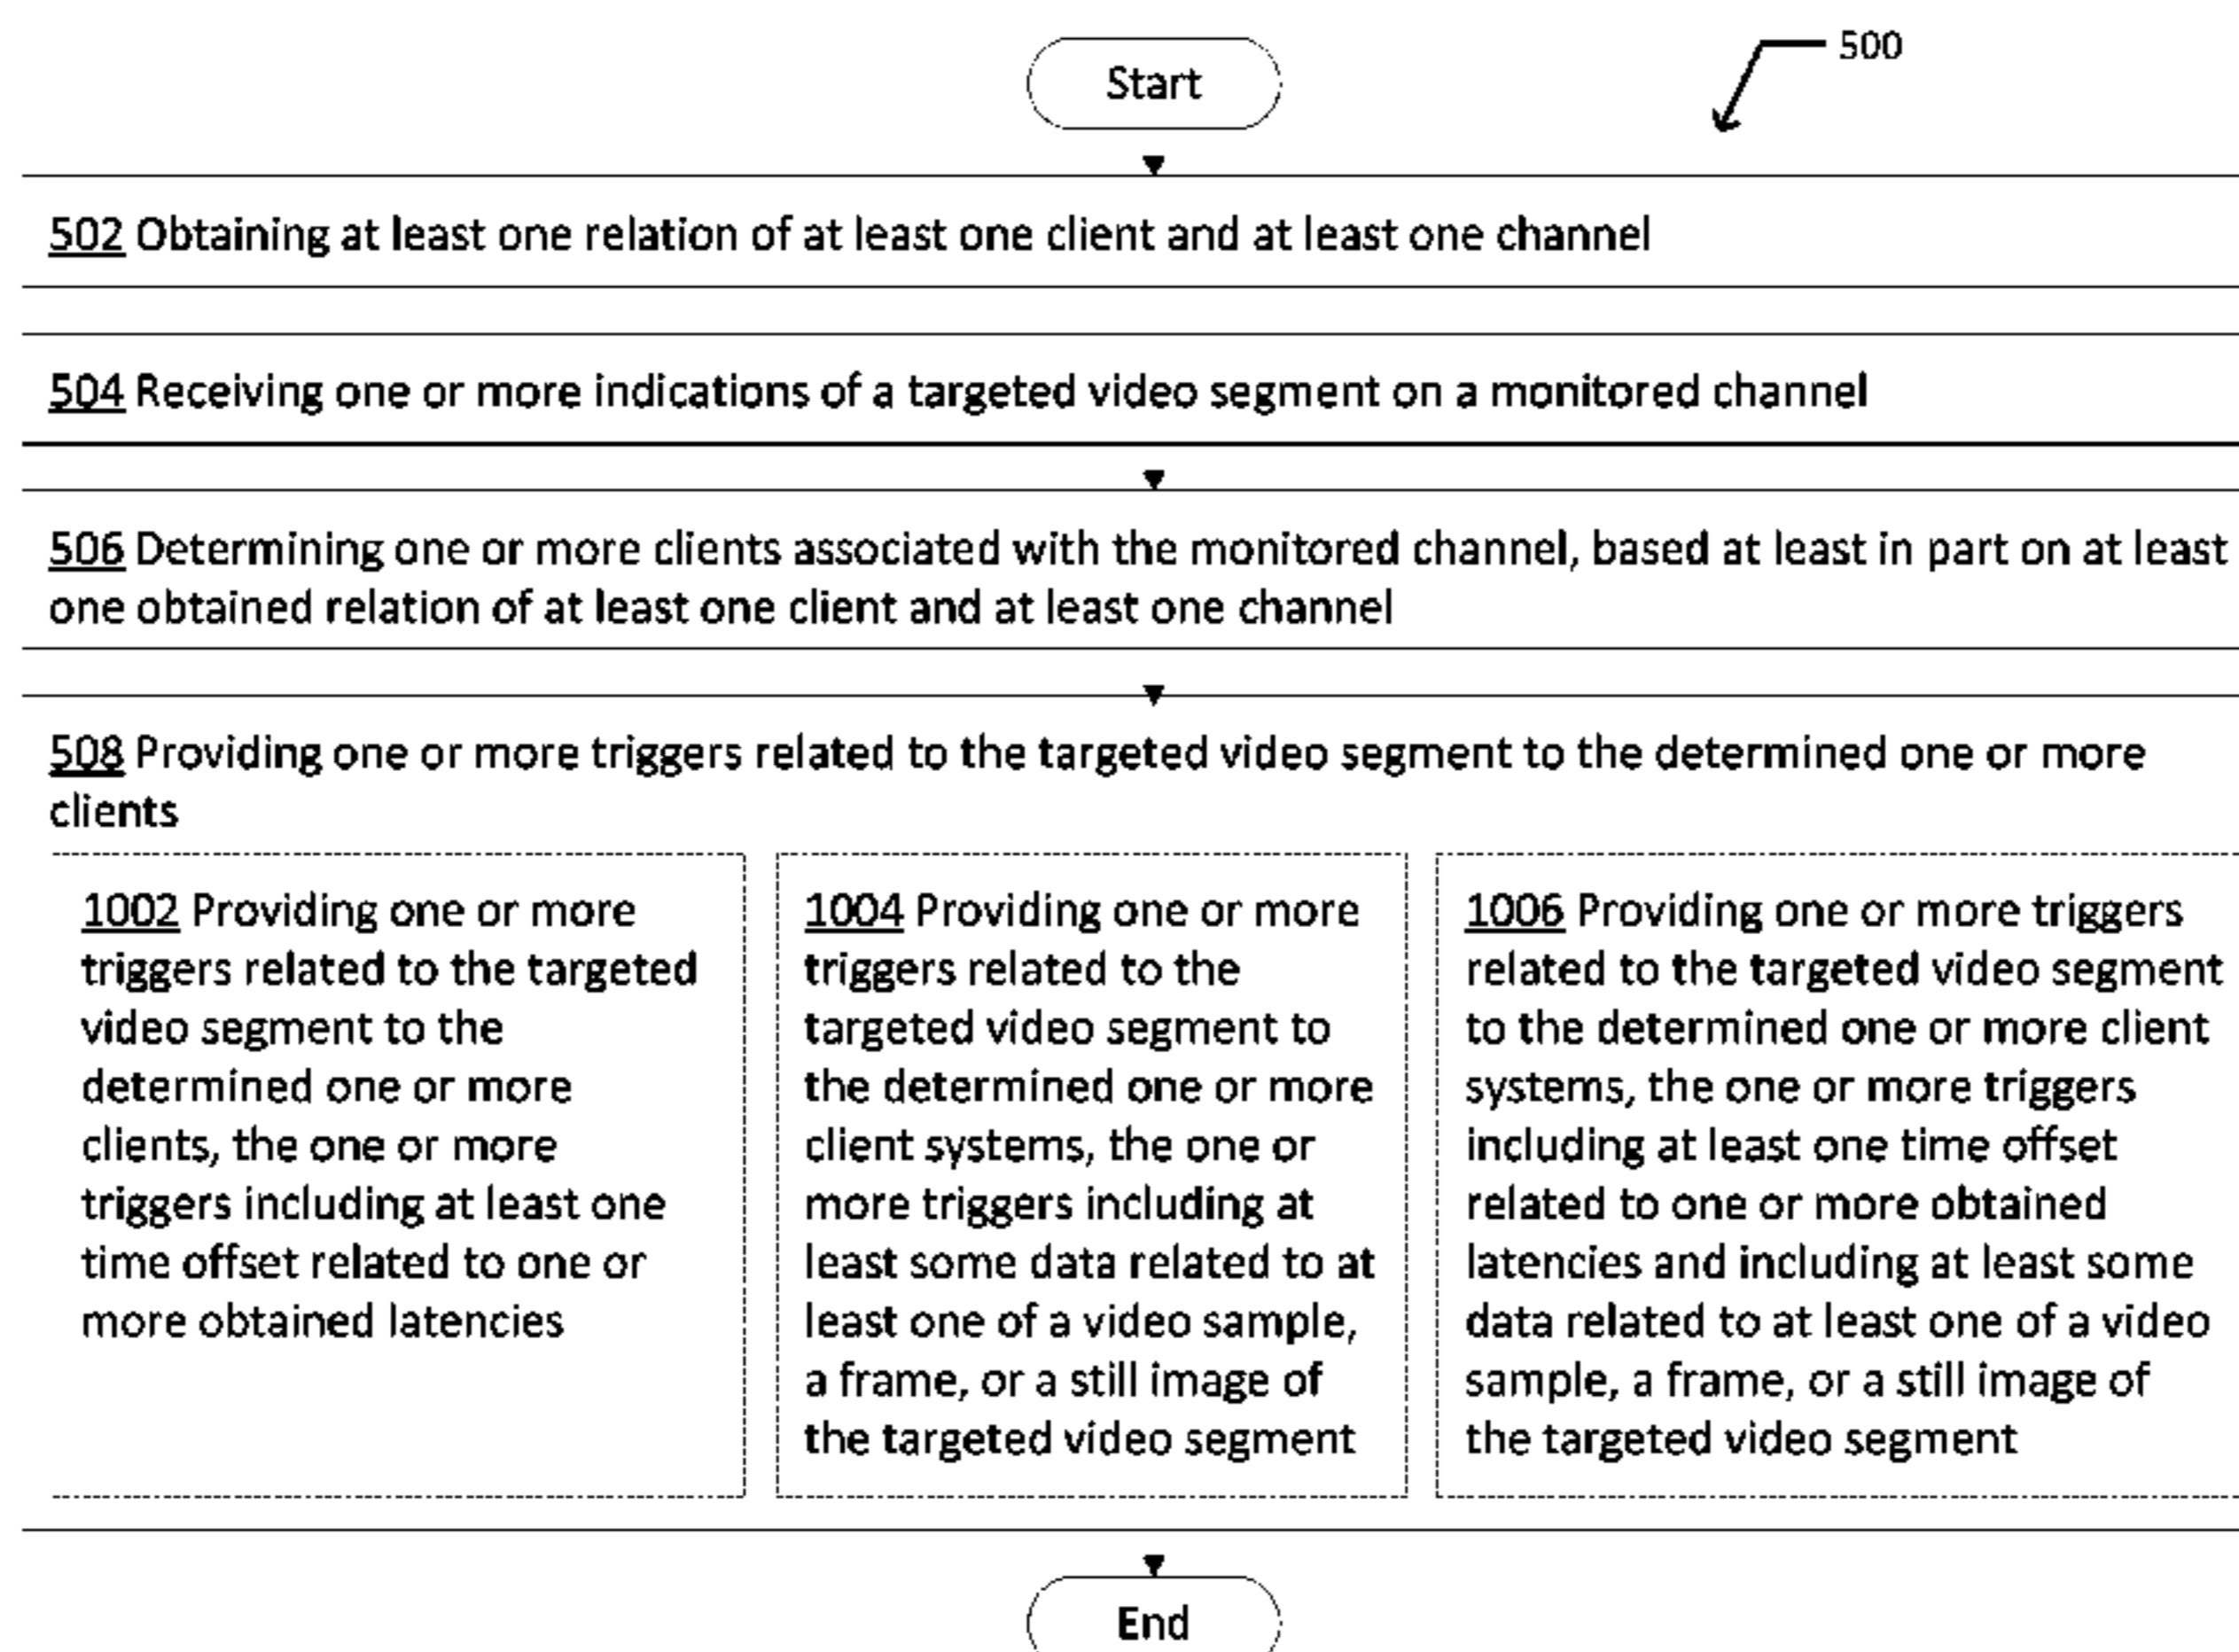 Start
500
502 Obtaining at least one relation of at least one client and at least one channel
504 Receiving one or more indications of a targeted video segment on a monitored channel
506 Determining one or more clients associated with the monitored channel, based at least in part on at least
one obtained relation of at least one client and at least one channel
508 Providing one or more triggers related to the targeted video segment to the determined one or more
clients
1002 Providing one or more
triggers related to the targeted
video segment to the
determined one or more
clients, the one or more
triggers including at least one
time offset related to one or
more obtained latencies
1004 Providing one or more
triggers related to the
targeted video segment to
the determined one or more
client systems, the one or
more triggers including at
least some data related to at
least one of a video sample,
a frame, or a still image of
the targeted video segment
1006 Providing one or more triggers
related to the targeted video segment
to the determined one or more client
systems, the one or more triggers
including at least one time offset
related to one or more obtained
latencies and including at least some
data related to at least one of a video
sample, a frame, or a still image of
the targeted video segment
End